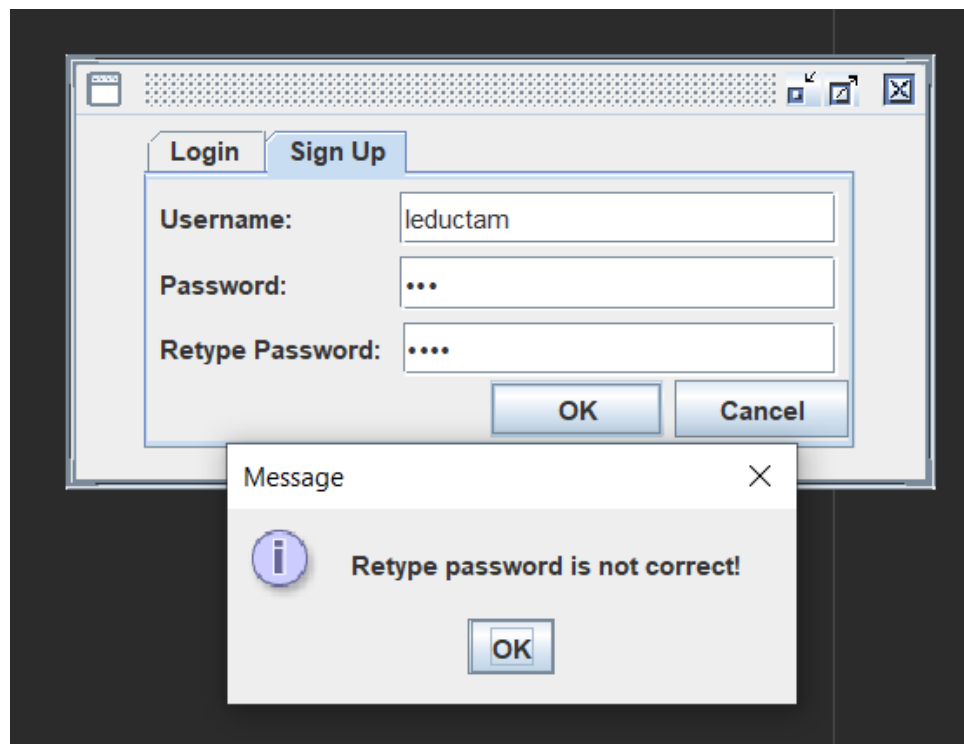 Login Sign Up
Username: leductam
Password: •••
Retype Password: ••••
OK Cancel
Message
i Retype password is not correct!
OK